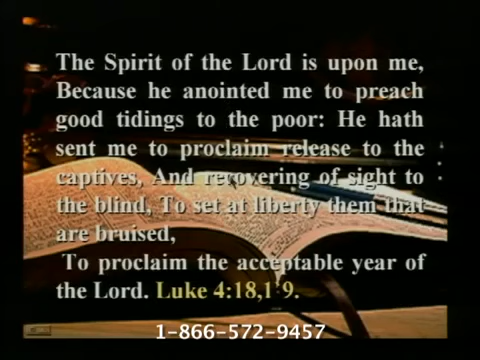 The Spirit of the Lord is upon me,
Because he anointed me to preach
good tidings to the poor: He hath
sent me to proclaim release to the
captives, And recovering of sight to
the blind, To set at liberty them that
are bruised,
To proclaim the acceptable year of
the Lord. Luke 4:18,19.
1-866-572-9457